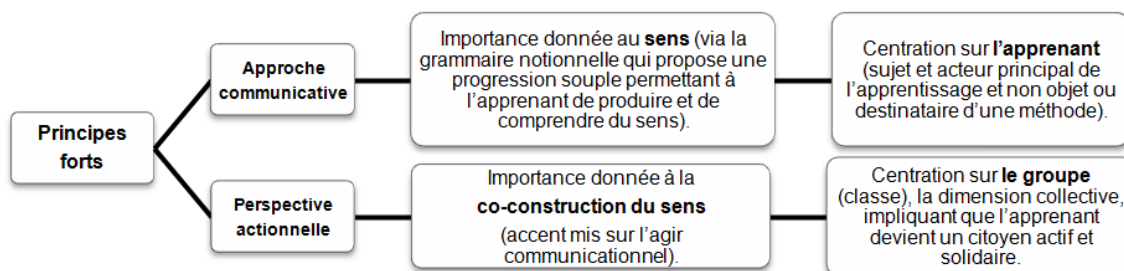 Principes
forts
Approche
communicative
Importance donnée au sens (via la
grammaire notionnelle qui propose une
progression souple permettant à
l'apprenant de produire et de
comprendre du sens).
Centration sur l'apprenant
(sujet et acteur principal de
l'apprentissage et non objet ou
destinataire d'une méthode).
Perspective
actionnelle
Importance donnée à la
co-construction du sens
(accent mis sur l'agir
communicationnel).
Centration sur le groupe
(classe), la dimension collective,
impliquant que l'apprenant
devient un citoyen actif et
solidaire.